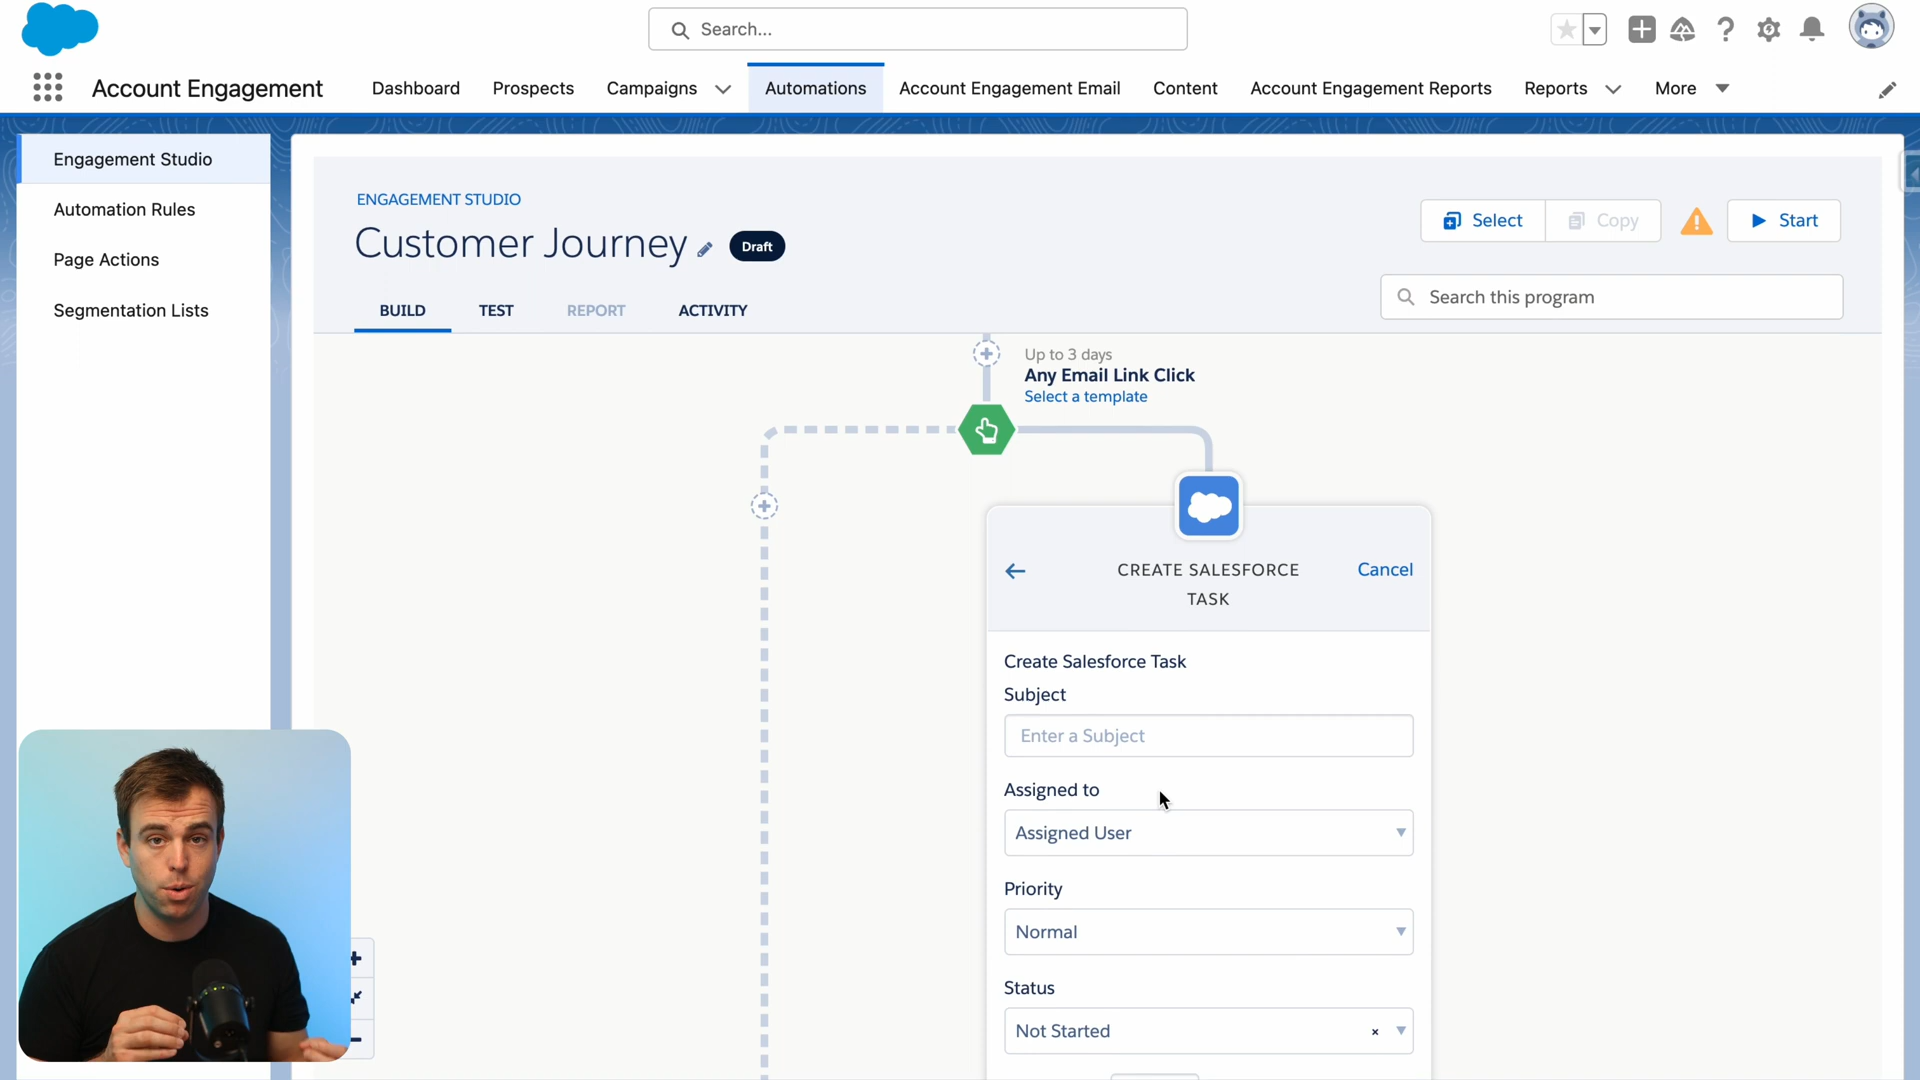 Search...
Account Engagement
Dashboard
Prospects
Campaigns
Automations
Account Engagement Email
Content
Account Engagement Reports
Reports
More
Engagement Studio
Automation Rules
Page Actions
Segmentation Lists
ENGAGEMENT STUDIO
Customer Journey
Draft
Select
Copy
Start
Search this program
BUILD
TEST
REPORT
ACTIVITY
Up to 3 days
Any Email Link Click
Select a template
CREATE SALESFORCE
TASK
Cancel
Create Salesforce Task
Subject
Enter a Subject
Assigned to
Assigned User
Priority
Normal
Status
Not Started